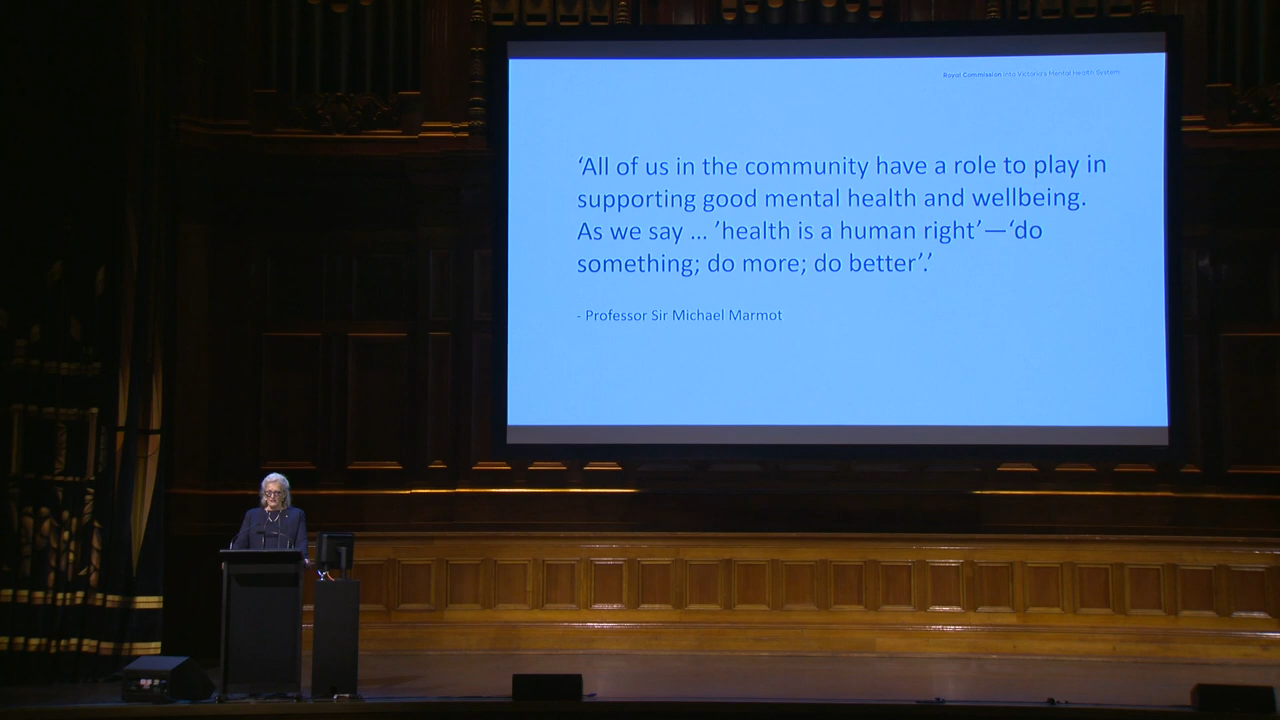 Royal Commission into Victoria's Mental Health System
‘All of us in the community have a role to play in
supporting good mental health and wellbeing.
As we say ... ’health is a human right’—‘do
something; do more; do better’.’
- Professor Sir Michael Marmot